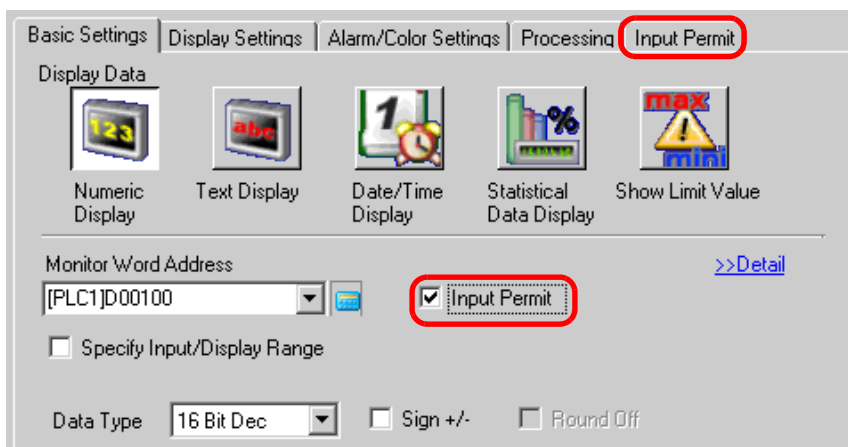 Basic Settings Display Settings Alarm/Color Settings Processing Input Permit
Display Data
123 abc 1 % max
mini
Numeric Display Text Display Date/Time Display Statistical Data Display Show Limit Value
Monitor Word Address >>Detail
[PLC1]D00100 Input Permit
Specify Input/Display Range
Data Type 16 Bit Dec Sign +/- Round Off